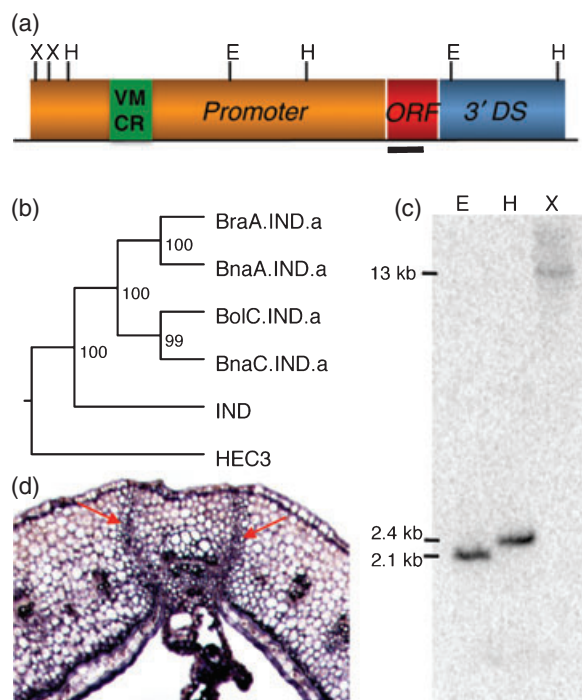 (a)
X X H E H E H
VM
CR
Promoter
ORF
3′ DS
(b)
BraA.IND.a
100
BnaA.IND.a
100
BolC.IND.a
99
BnaC.IND.a
100
IND
HEC3
(c)
E H X
13 kb
2.4 kb
2.1 kb
(d)